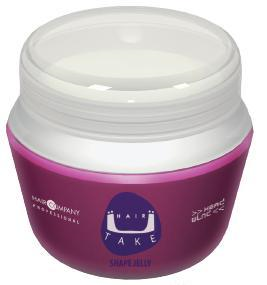 HAIR COMPANY
PROFESSIONAL
HAIR
TAKE
SHAPE JELLY